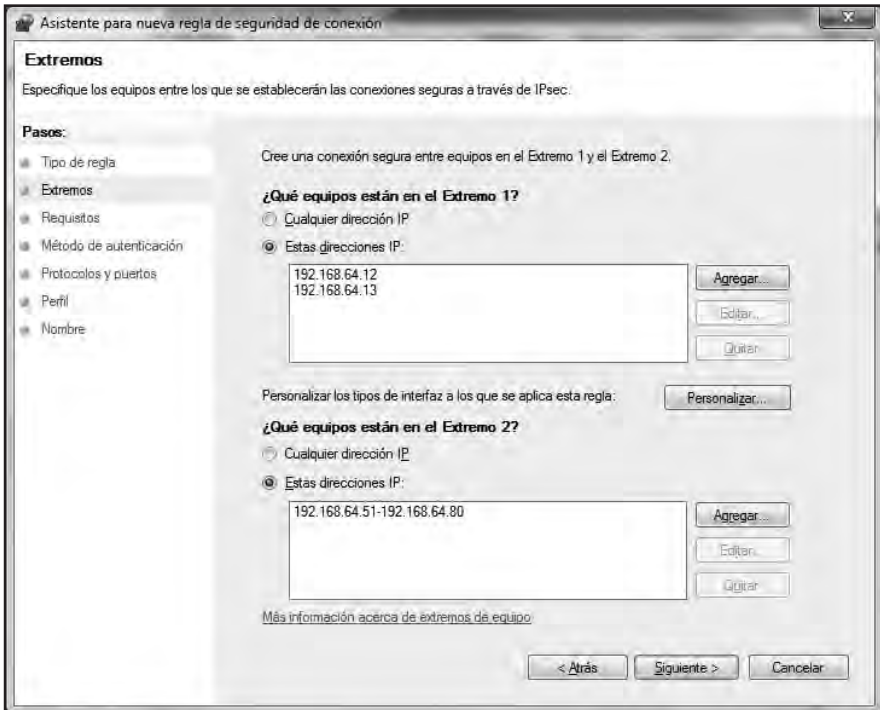 Asistente para nueva regla de seguridad de conexión
Extremos
Especifique los equipos entre los que se establecerán las conexiones seguras a través de IPsec.
Pasos:
Tipo de regla
Extremos
Requisitos
Método de autenticación
Protocolos y puertos
Perfil
Nombre
Cree una conexión segura entre equipos en el Extremo 1 y el Extremo 2.
¿Qué equipos están en el Extremo 1?
Cualquier dirección IP
Estas direcciones IP:
192.168.64.12
192.168.64.13
Agregar...
Editar...
Quitar
Personalizar los tipos de interfaz a los que se aplica esta regla:
Personalizar...
¿Qué equipos están en el Extremo 2?
Cualquier dirección IP
Estas direcciones IP:
192.168.64.51-192.168.64.80
Agregar...
Editar...
Quitar
Más información acerca de extremos de equipo
< Atrás
Siguiente >
Cancelar